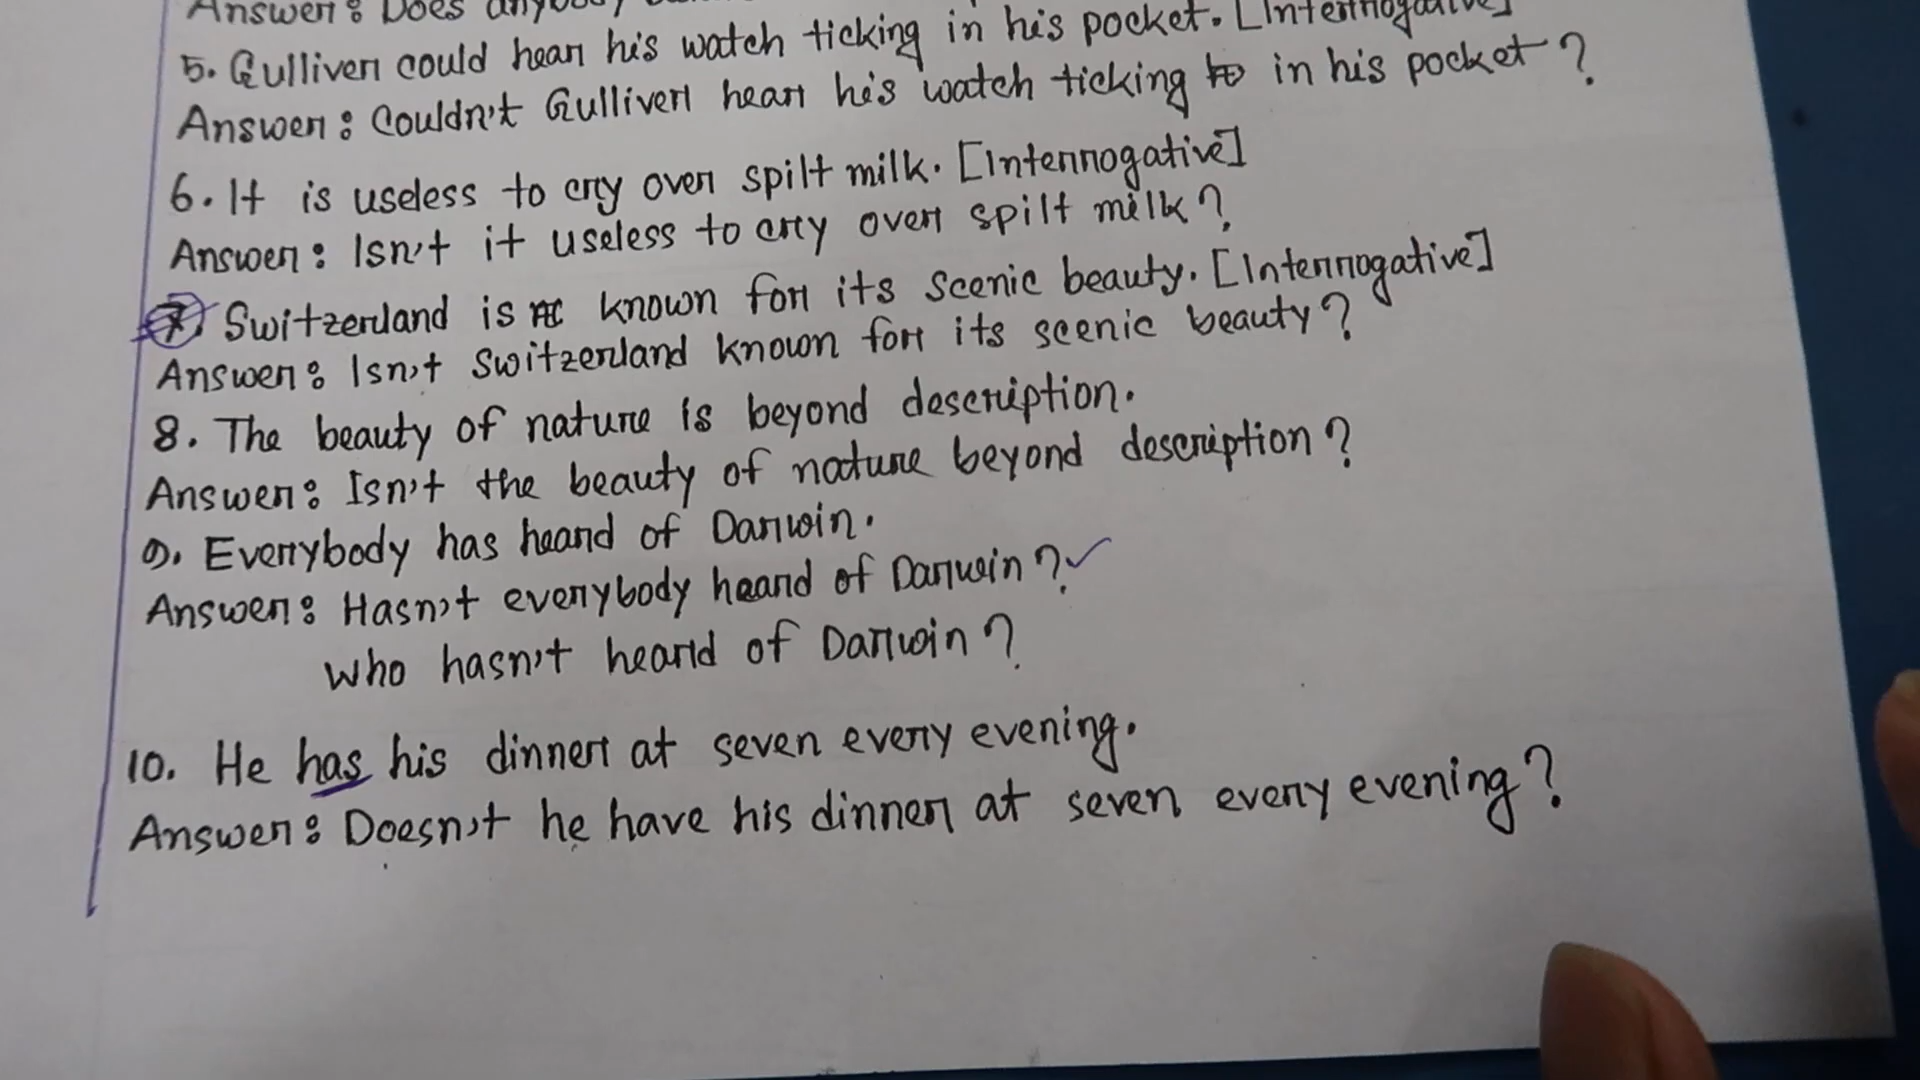 Answer: Does anybody
5. Gulliver could hear his watch ticking in his pocket. [Interrogative]
Answer: Couldn't Gulliver hear his watch ticking in his pocket?
6. It is useless to cry over spilt milk. [Interrogative]
Answer: Isn't it useless to cry over spilt milk?
7. Switzerland is known for its scenic beauty. [Interrogative]
Answer: Isn't Switzerland known for its scenic beauty?
8. The beauty of nature is beyond description.
Answer: Isn't the beauty of nature beyond description?
9. Everybody has heard of Darwin.
Answer: Hasn't everybody heard of Darwin? ✓
Who hasn't heard of Darwin?
10. He has his dinner at seven every evening.
Answer: Doesn't he have his dinner at seven every evening?